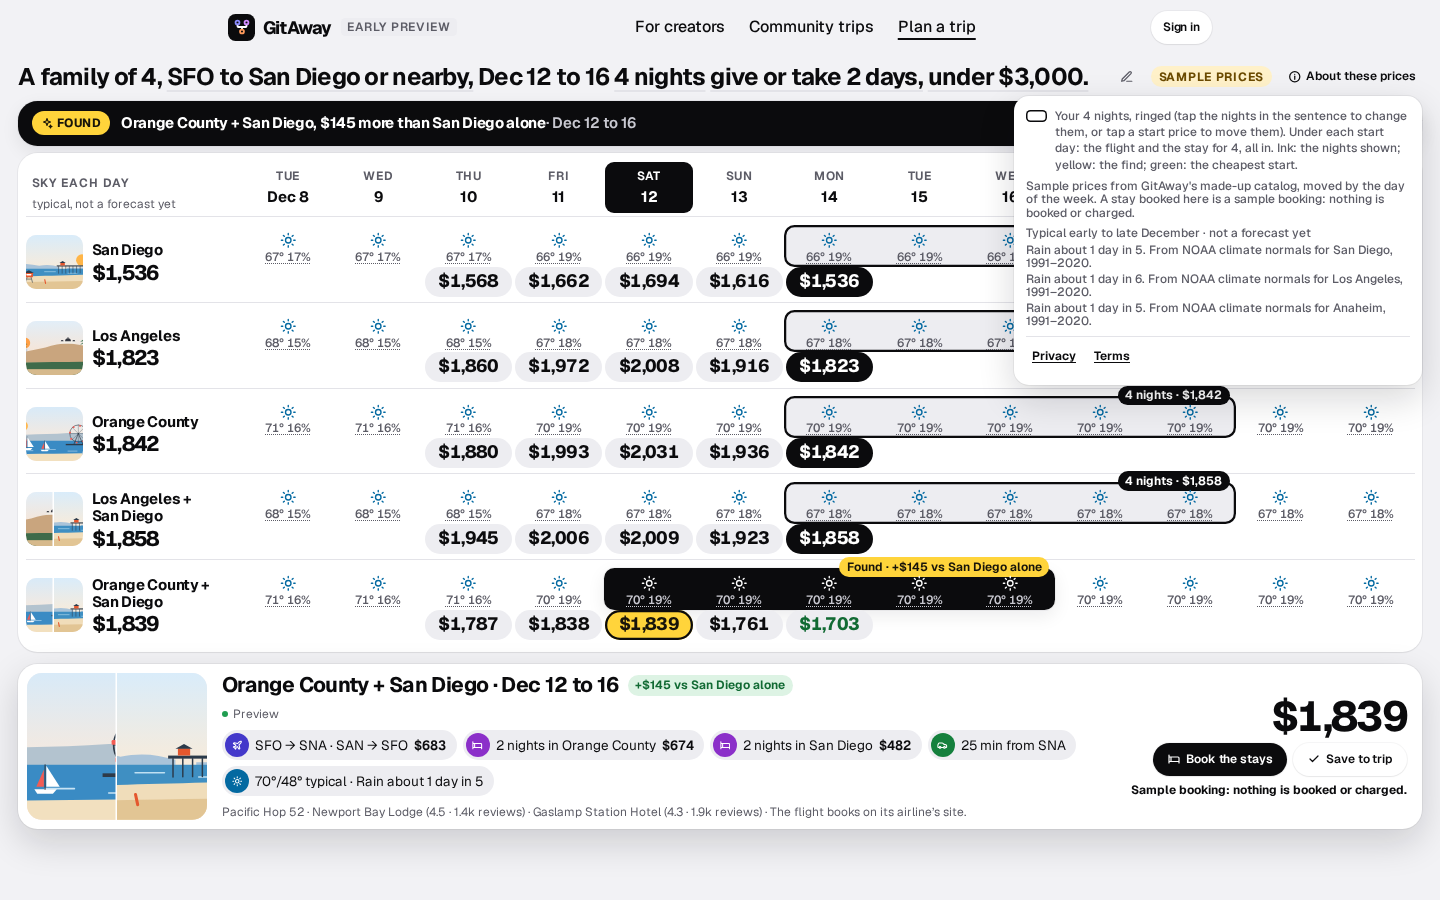 GitAway EARLY PREVIEW For creators Community trips Plan a trip Sign in
A family of 4, SFO to San Diego or nearby, Dec 12 to 16 4 nights give or take 2 days, under $3,000. SAMPLE PRICES About these prices
FOUND Orange County + San Diego, $145 more than San Diego alone · Dec 12 to 16
Your 4 nights, ringed (tap the nights in the sentence to change
them, or tap a start price to move them). Under each start
day: the flight and the stay for 4, all in. Ink: the nights shown;
yellow: the find; green: the cheapest start.
Sample prices from GitAway's made-up catalog, moved by the day
of the week. A stay booked here is a sample booking: nothing is
booked or charged.
Typical early to late December · not a forecast yet
Rain about 1 day in 5. From NOAA climate normals for San Diego,
1991–2020.
Rain about 1 day in 6. From NOAA climate normals for Los Angeles,
1991–2020.
Rain about 1 day in 5. From NOAA climate normals for Anaheim,
1991–2020.
Privacy Terms
SKY EACH DAY TUE WED THU FRI SAT SUN MON TUE
typical, not a forecast yet Dec 8 9 10 11 12 13 14 15
San Diego 67° 17% 67° 17% 67° 17% 66° 19% 66° 19% 66° 19% 66° 19% 66° 19%
$1,536 $1,568 $1,662 $1,694 $1,616 $1,536
Los Angeles 68° 15% 68° 15% 68° 15% 67° 18% 67° 18% 67° 18% 67° 18% 67° 18%
$1,823 $1,860 $1,972 $2,008 $1,916 $1,823
4 nights · $1,842
Orange County 71° 16% 71° 16% 71° 16% 70° 19% 70° 19% 70° 19% 70° 19% 70° 19% 70° 19% 70° 19% 70° 19% 70° 19% 70° 19%
$1,842 $1,880 $1,993 $2,031 $1,936 $1,842
4 nights · $1,858
Los Angeles +
San Diego 68° 15% 68° 15% 68° 15% 67° 18% 67° 18% 67° 18% 67° 18% 67° 18% 67° 18% 67° 18% 67° 18% 67° 18% 67° 18%
$1,858 $1,945 $2,006 $2,009 $1,923 $1,858
Found · +$145 vs San Diego alone
Orange County +
San Diego 71° 16% 71° 16% 71° 16% 70° 19% 70° 19% 70° 19% 70° 19% 70° 19% 70° 19% 70° 19% 70° 19% 70° 19% 70° 19%
$1,839 $1,787 $1,838 $1,839 $1,761 $1,703
Orange County + San Diego · Dec 12 to 16 +$145 vs San Diego alone
Preview
SFO → SNA · SAN → SFO $683 2 nights in Orange County $674 2 nights in San Diego $482 25 min from SNA
70°/48° typical · Rain about 1 day in 5
Pacific Hop 52 · Newport Bay Lodge (4.5 · 1.4k reviews) · Gaslamp Station Hotel (4.3 · 1.9k reviews) · The flight books on its airline's site.
$1,839
Book the stays Save to trip
Sample booking: nothing is booked or charged.